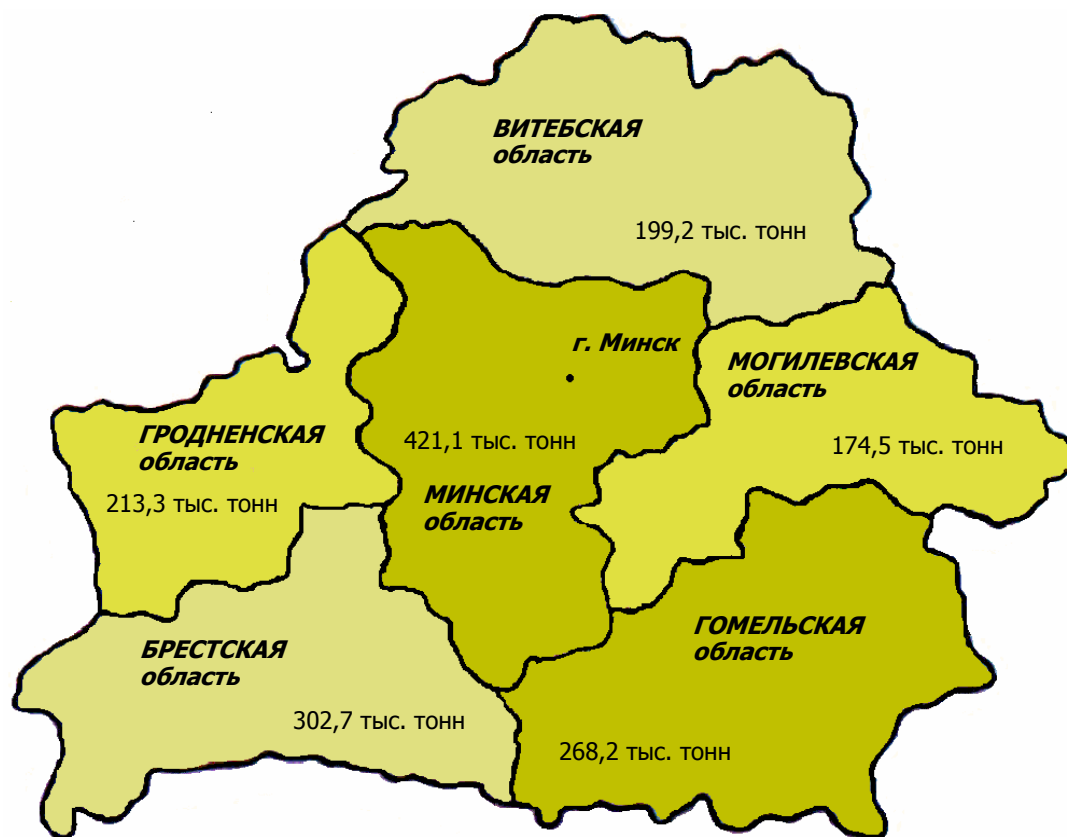 ВИТЕБСКАЯ
область
199,2 тыс. тонн
г. Минск
МОГИЛЕВСКАЯ
область
174,5 тыс. тонн
ГРОДНЕНСКАЯ
область
213,3 тыс. тонн
421,1 тыс. тонн
МИНСКАЯ
область
ГОМЕЛЬСКАЯ
область
268,2 тыс. тонн
БРЕСТСКАЯ
область
302,7 тыс. тонн